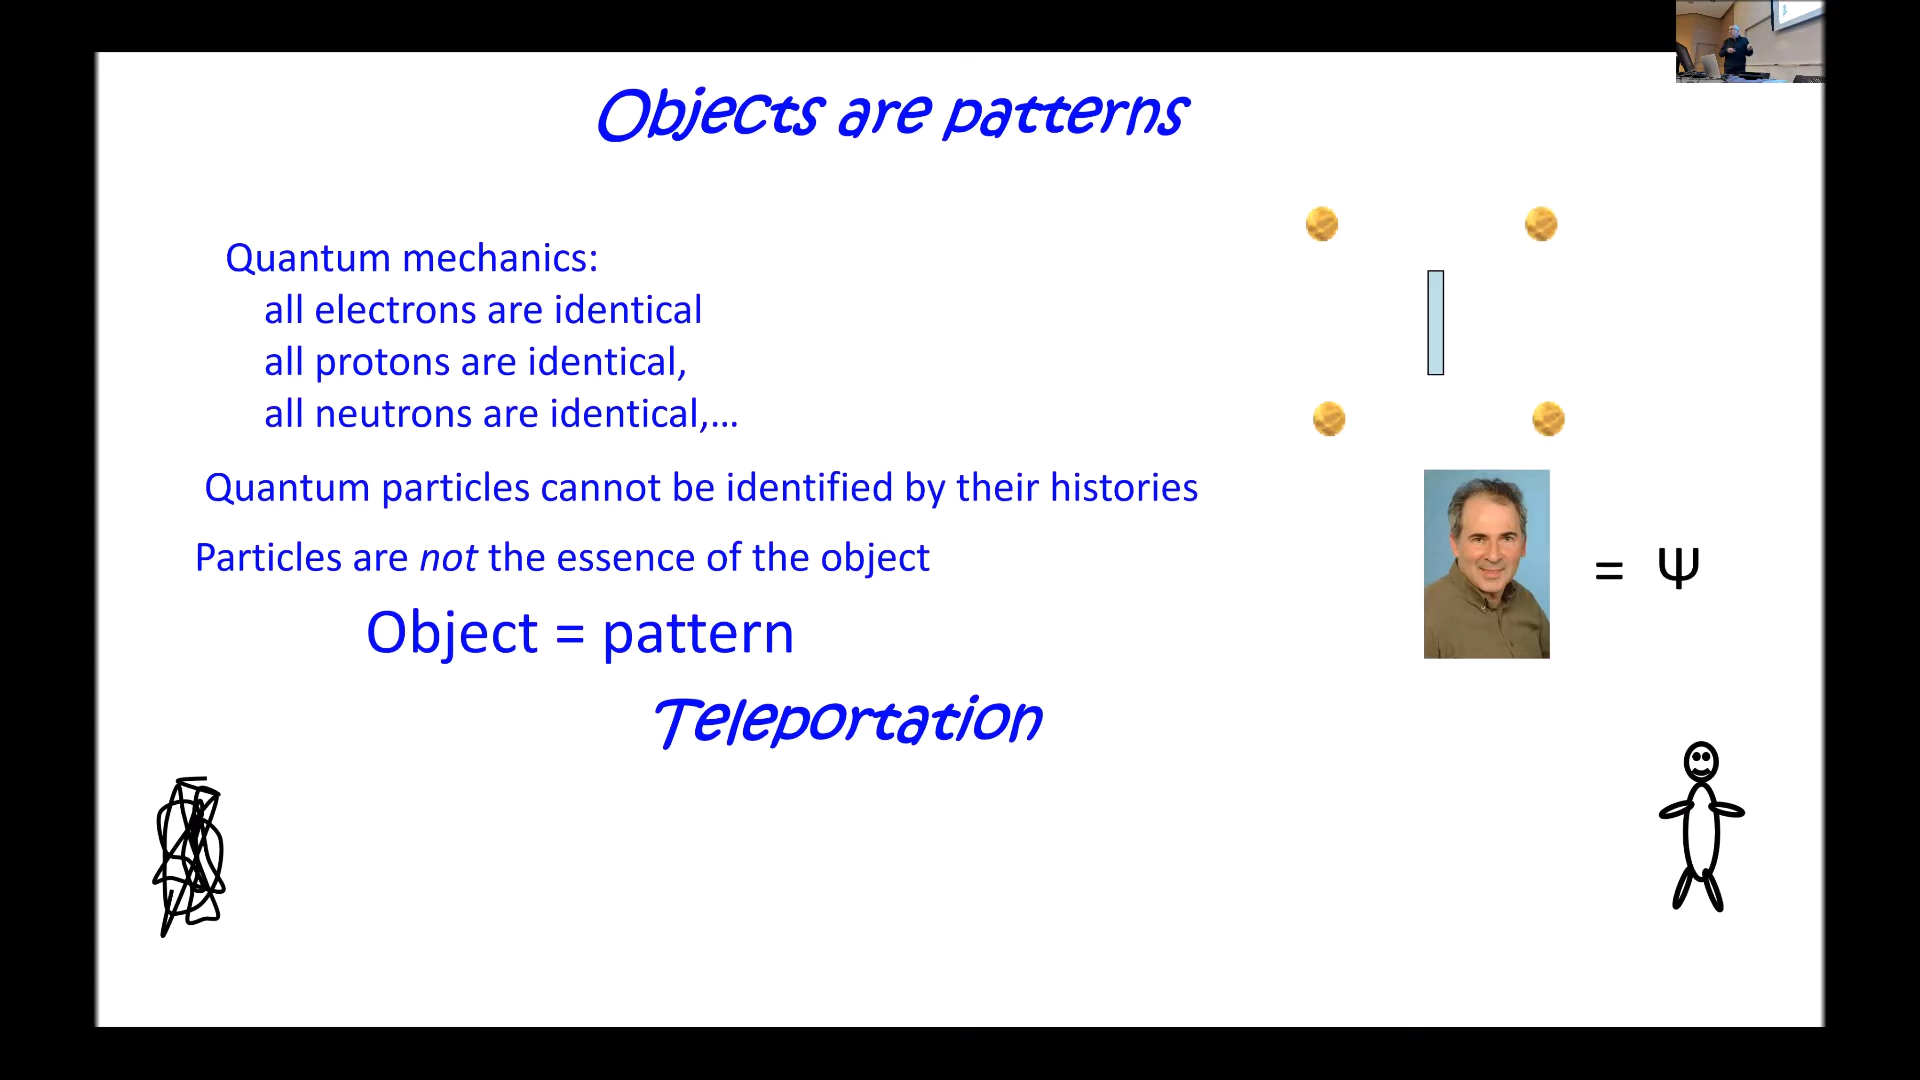 Objects are patterns
Quantum mechanics:
all electrons are identical
all protons are identical,
all neutrons are identical,...
Quantum particles cannot be identified by their histories
Particles are not the essence of the object
= Ψ
Object = pattern
Teleportation